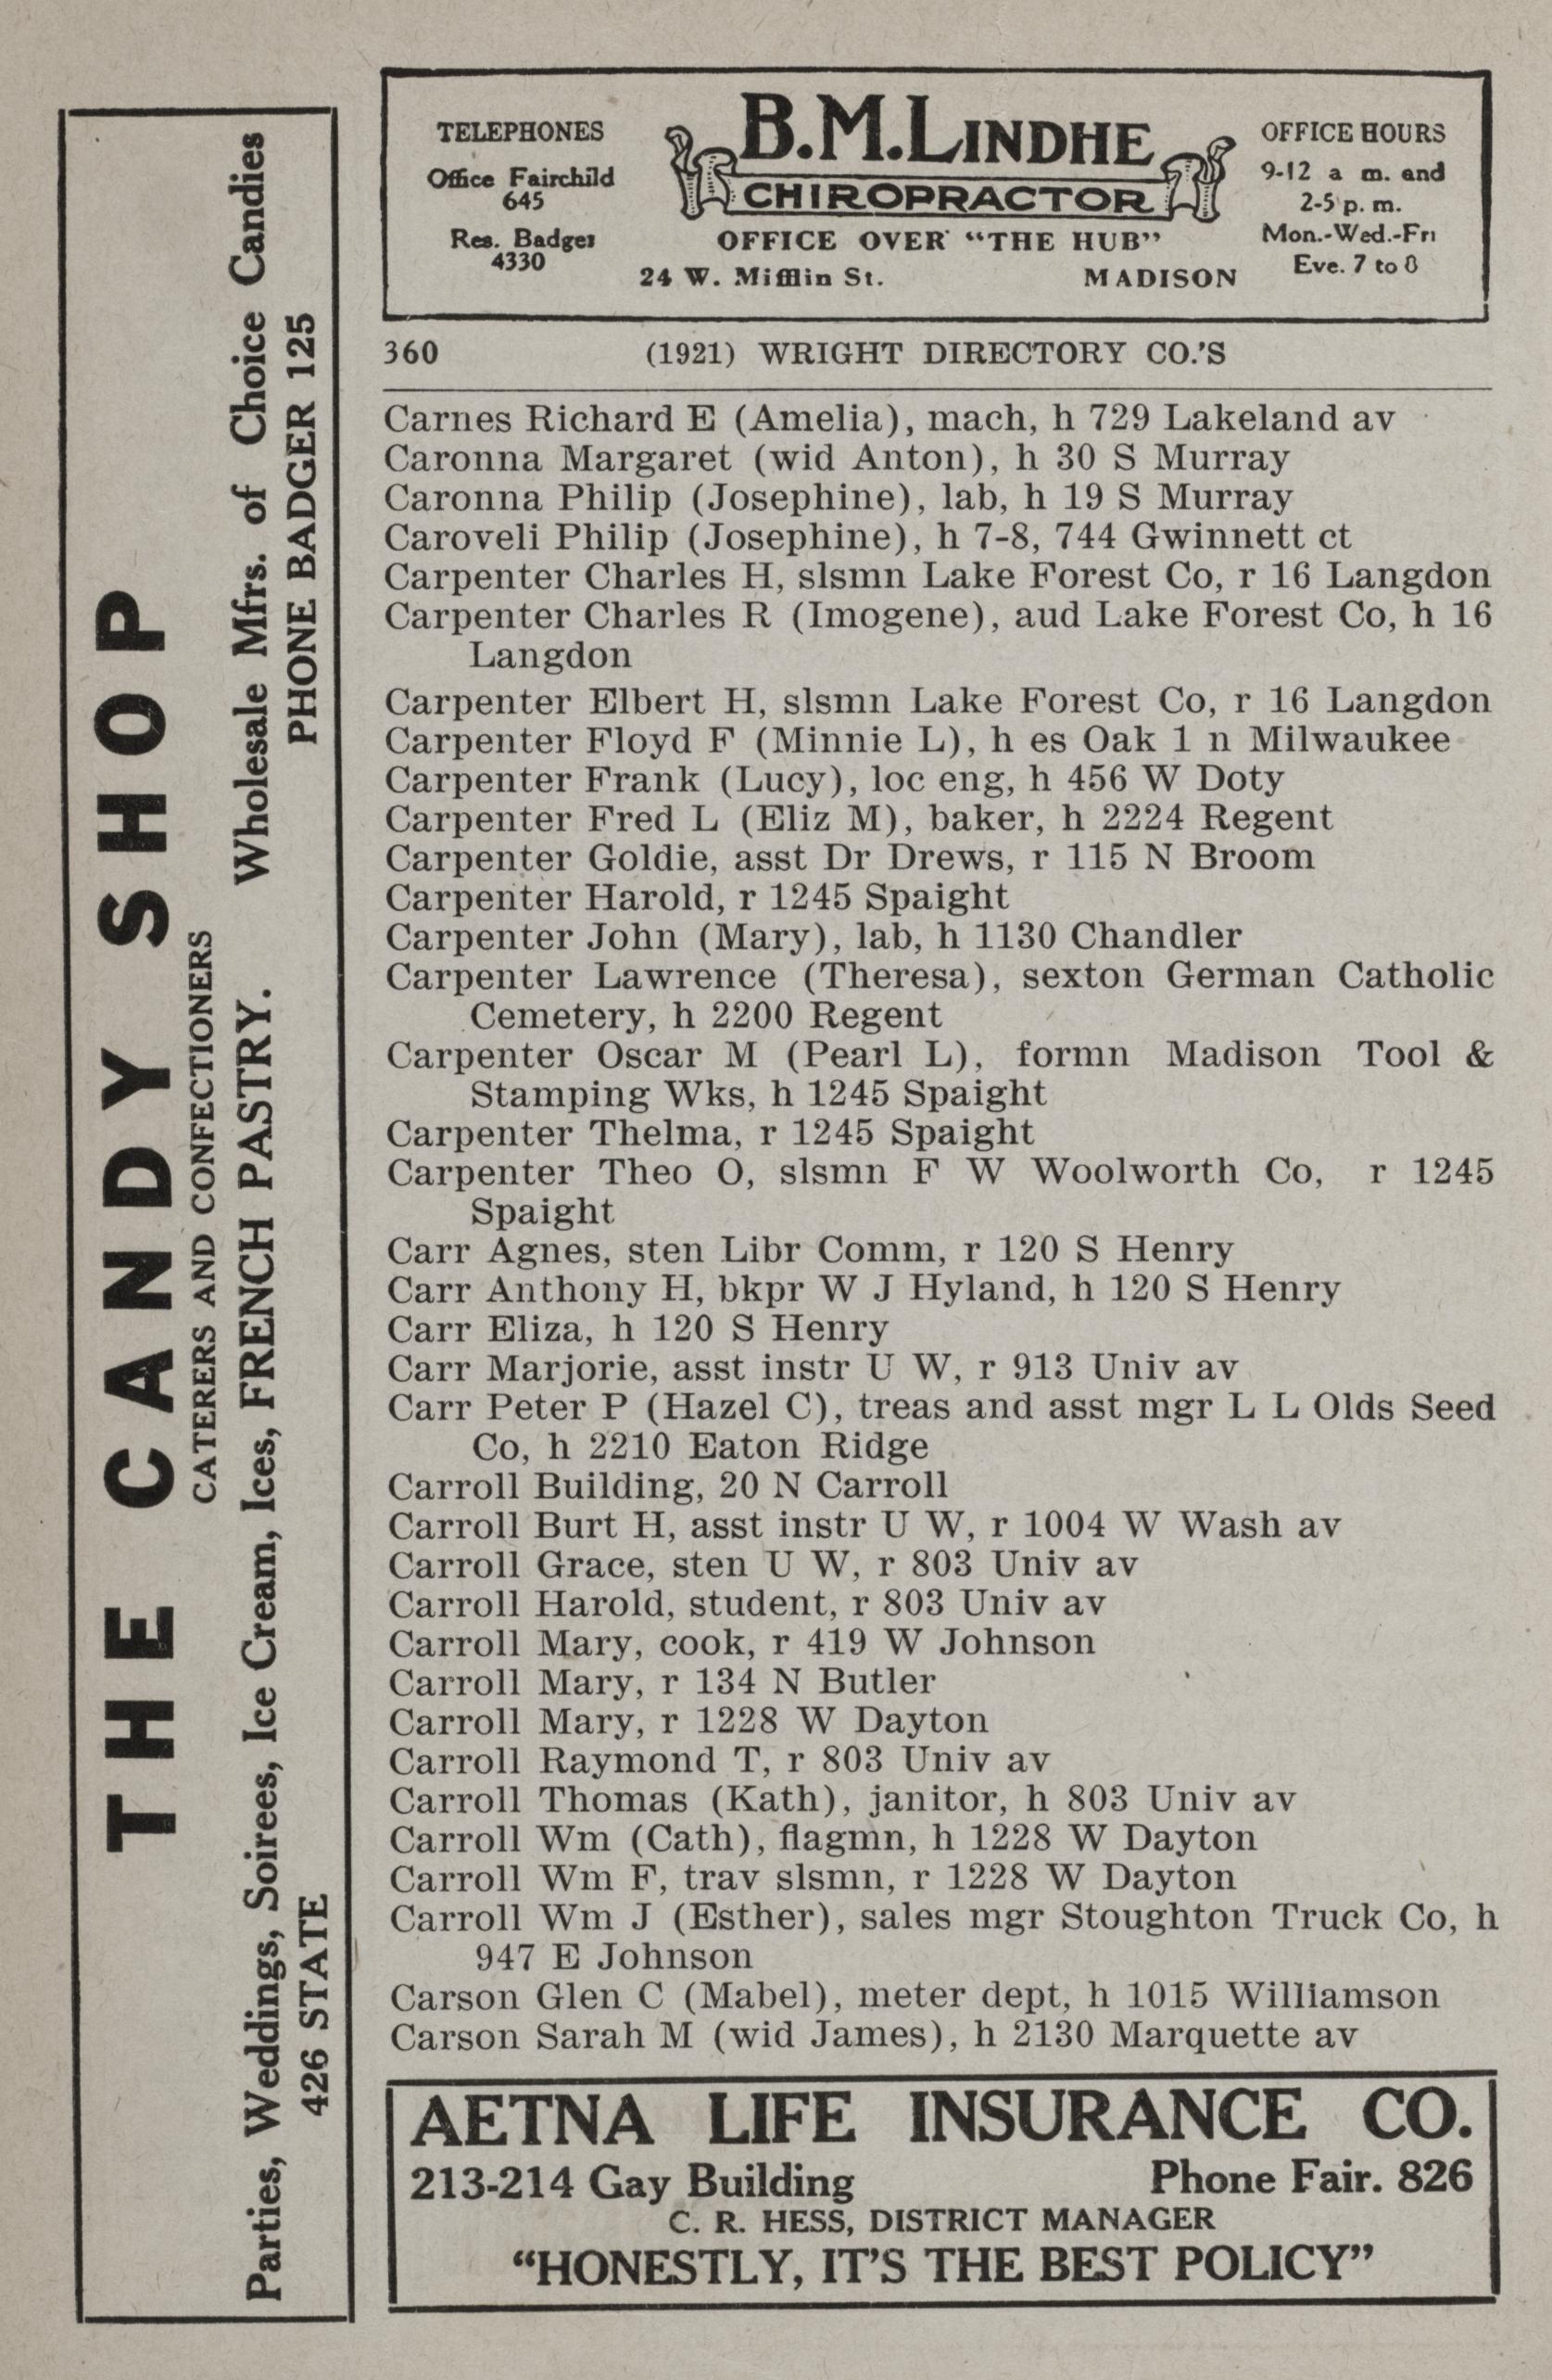 TELEPHONES
Office Fairchild
645
Res. Badger
4330
B.M.LINDHE
CHIROPRACTOR
OFFICE OVER "THE HUB"
24 W. Mifflin St. MADISON
OFFICE HOURS
9-12 a m. and
2-5 p. m.
Mon.-Wed.-Fri
Eve. 7 to 8
THE CANDY SHOP
CATERERS AND CONFECTIONERS
Parties, Weddings, Soirees, Ice Cream, Ices, FRENCH PASTRY. Wholesale Mfrs. of Choice Candies
426 STATE PHONE BADGER 125
360 (1921) WRIGHT DIRECTORY CO.'S
Carnes Richard E (Amelia), mach, h 729 Lakeland av
Caronna Margaret (wid Anton), h 30 S Murray
Caronna Philip (Josephine), lab, h 19 S Murray
Caroveli Philip (Josephine), h 7-8, 744 Gwinnett ct
Carpenter Charles H, slsmn Lake Forest Co, r 16 Langdon
Carpenter Charles R (Imogene), aud Lake Forest Co, h 16
Langdon
Carpenter Elbert H, slsmn Lake Forest Co, r 16 Langdon
Carpenter Floyd F (Minnie L), h es Oak 1 n Milwaukee
Carpenter Frank (Lucy), loc eng, h 456 W Doty
Carpenter Fred L (Eliz M), baker, h 2224 Regent
Carpenter Goldie, asst Dr Drews, r 115 N Broom
Carpenter Harold, r 1245 Spaight
Carpenter John (Mary), lab, h 1130 Chandler
Carpenter Lawrence (Theresa), sexton German Catholic
Cemetery, h 2200 Regent
Carpenter Oscar M (Pearl L), formn Madison Tool &
Stamping Wks, h 1245 Spaight
Carpenter Thelma, r 1245 Spaight
Carpenter Theo O, slsmn F W Woolworth Co, r 1245
Spaight
Carr Agnes, sten Libr Comm, r 120 S Henry
Carr Anthony H, bkpr W J Hyland, h 120 S Henry
Carr Eliza, h 120 S Henry
Carr Marjorie, asst instr U W, r 913 Univ av
Carr Peter P (Hazel C), treas and asst mgr L L Olds Seed
Co, h 2210 Eaton Ridge
Carroll Building, 20 N Carroll
Carroll Burt H, asst instr U W, r 1004 W Wash av
Carroll Grace, sten U W, r 803 Univ av
Carroll Harold, student, r 803 Univ av
Carroll Mary, cook, r 419 W Johnson
Carroll Mary, r 134 N Butler
Carroll Mary, r 1228 W Dayton
Carroll Raymond T, r 803 Univ av
Carroll Thomas (Kath), janitor, h 803 Univ av
Carroll Wm (Cath), flagmn, h 1228 W Dayton
Carroll Wm F, trav slsmn, r 1228 W Dayton
Carroll Wm J (Esther), sales mgr Stoughton Truck Co, h
947 E Johnson
Carson Glen C (Mabel), meter dept, h 1015 Williamson
Carson Sarah M (wid James), h 2130 Marquette av
AETNA LIFE INSURANCE CO.
213-214 Gay Building Phone Fair. 826
C. R. HESS, DISTRICT MANAGER
"HONESTLY, IT'S THE BEST POLICY"